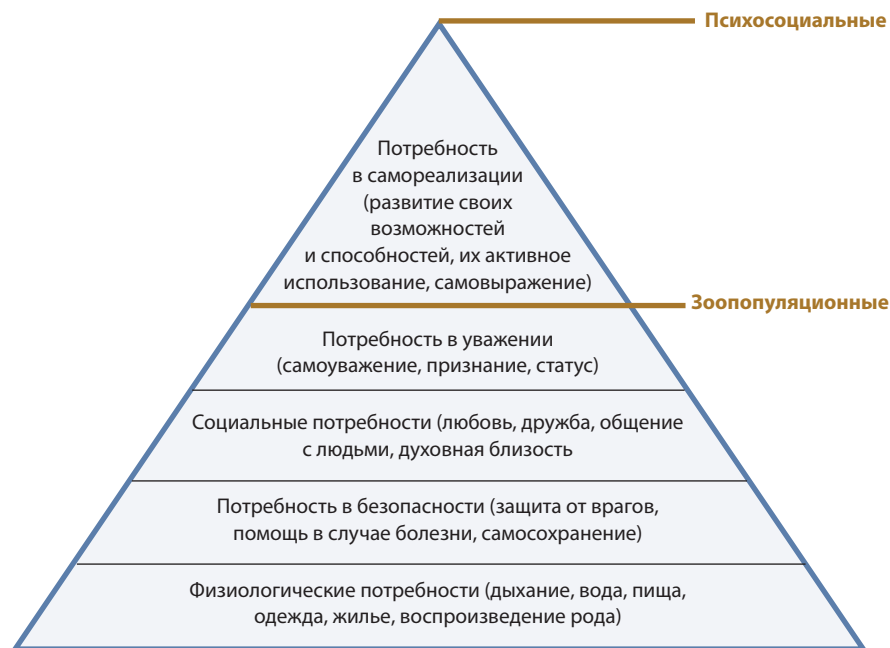 Психосоциальные
Потребность
в самореализации
(развитие своих
возможностей
и способностей, их активное
использование, самовыражение)
Зоопопуляционные
Потребность в уважении
(самоуважение, признание, статус)
Социальные потребности (любовь, дружба, общение
с людьми, духовная близость
Потребность в безопасности (защита от врагов,
помощь в случае болезни, самосохранение)
Физиологические потребности (дыхание, вода, пища,
одежда, жилье, воспроизведение рода)